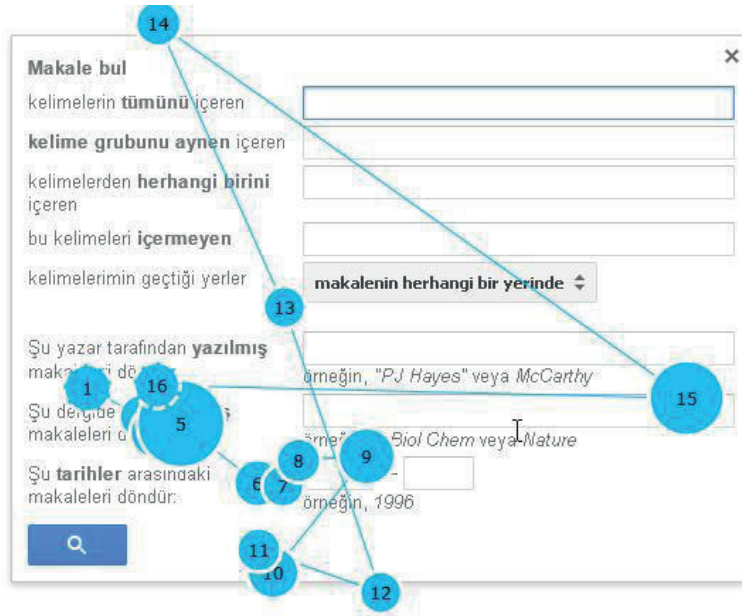 14
Makale bul
kelimelerin tümünü içeren
kelime grubunu aynen içeren
kelimelerden herhangi birini
içeren
bu kelimeleri içermeyen
kelimelerimin geçtiği yerler
makalenin herhangi bir yerinde
13
Şu yazar tarafından yazılmış
örneğin, "PJ Hayes" veya McCarthy
1
16
15
Şu
5
makaleleri
Biol Chem veya Nature
9
8
Şu tarihler arasındaki
-
6
7
makaleleri döndür:
örneğin, 1996
11
10
12